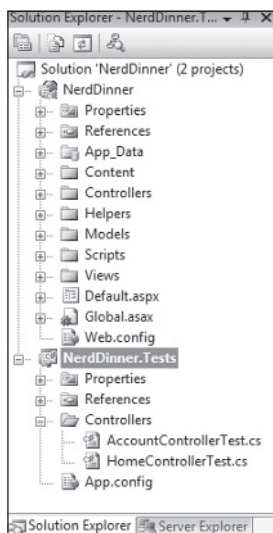 Solution Explorer - NerdDinner.T...
Solution 'NerdDinner' (2 projects)
NerdDinner
Properties
References
App_Data
Content
Controllers
Helpers
Models
Scripts
Views
Default.aspx
Global.asax
Web.config
NerdDinner.Tests
Properties
References
Controllers
AccountControllerTest.cs
HomeControllerTest.cs
App.config
Solution Explorer Server Explorer